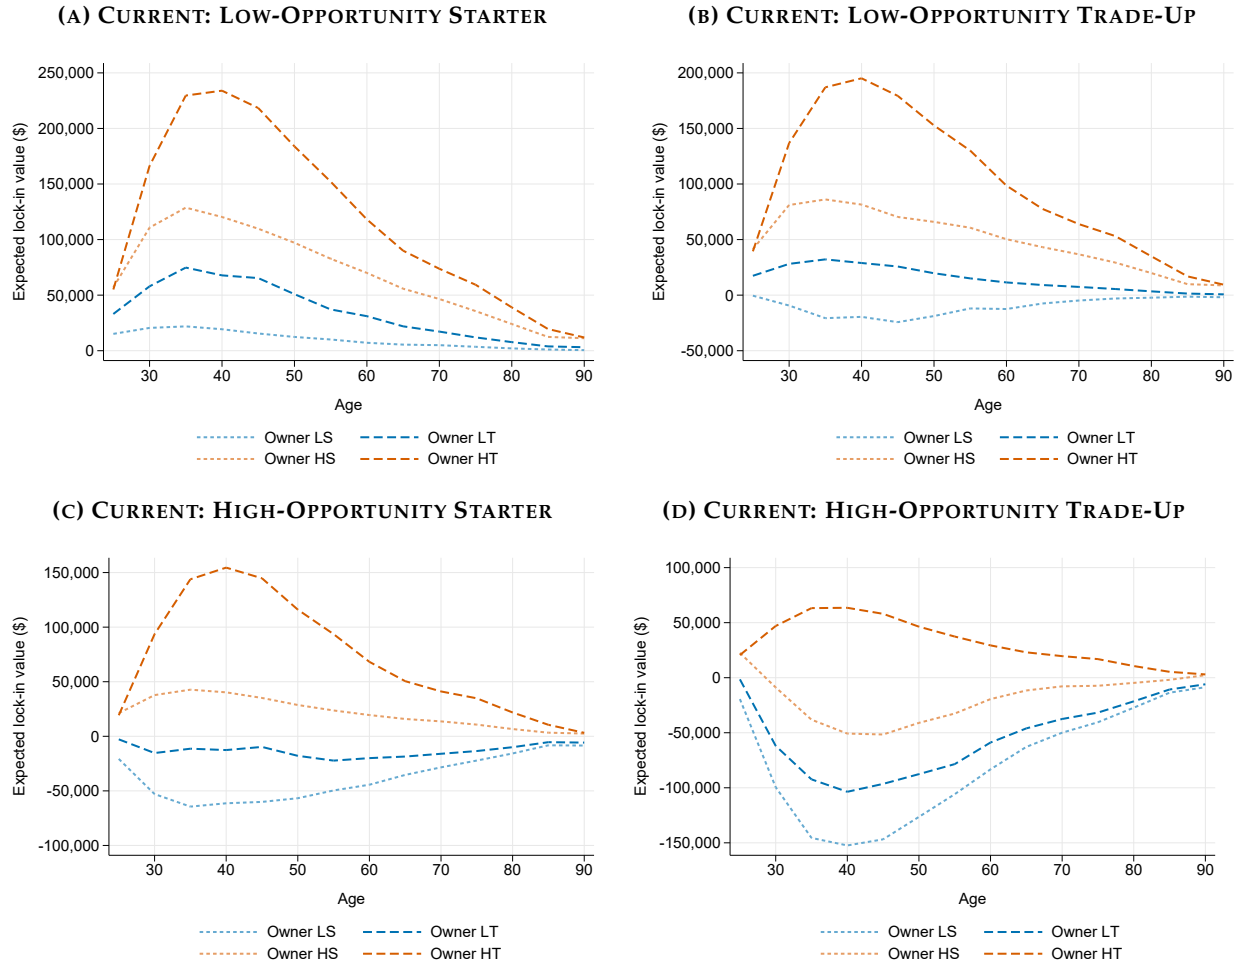 (A) CURRENT: LOW-OPPORTUNITY STARTER
Expected lock-in value ($)
250,000
200,000
150,000
100,000
50,000
0
30 40 50 60 70 80 90
Age
Owner LS Owner LT
Owner HS Owner HT
(B) CURRENT: LOW-OPPORTUNITY TRADE-UP
Expected lock-in value ($)
200,000
150,000
100,000
50,000
0
-50,000
30 40 50 60 70 80 90
Age
Owner LS Owner LT
Owner HS Owner HT
(C) CURRENT: HIGH-OPPORTUNITY STARTER
Expected lock-in value ($)
150,000
100,000
50,000
0
-50,000
-100,000
30 40 50 60 70 80 90
Age
Owner LS Owner LT
Owner HS Owner HT
(D) CURRENT: HIGH-OPPORTUNITY TRADE-UP
Expected lock-in value ($)
100,000
50,000
0
-50,000
-100,000
-150,000
30 40 50 60 70 80 90
Age
Owner LS Owner LT
Owner HS Owner HT